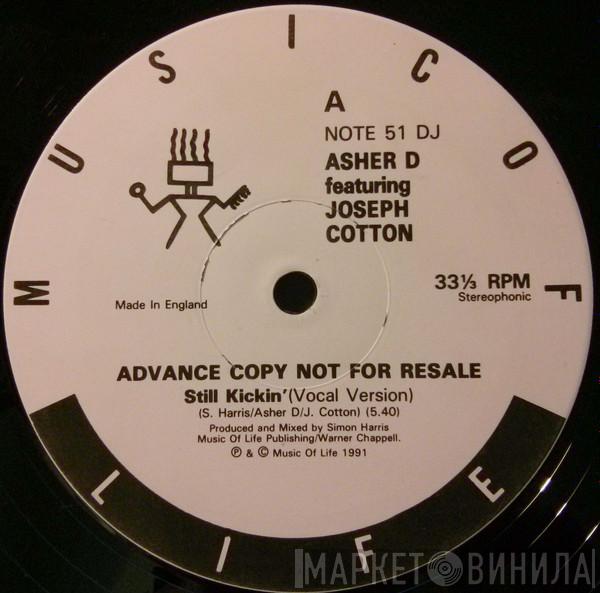 MUSIC OF LIFE
A
NOTE 51 DJ
ASHER D
featuring
JOSEPH
COTTON
33⅓ RPM
Stereophonic
Made In England
ADVANCE COPY NOT FOR RESALE
Still Kickin' (Vocal Version)
(S. Harris/Asher D/J. Cotton) (5.40)
Produced and Mixed by Simon Harris
Music Of Life Publishing/Warner Chappell.
℗ & © Music Of Life 1991
МАРКЕТ ВИНИЛА